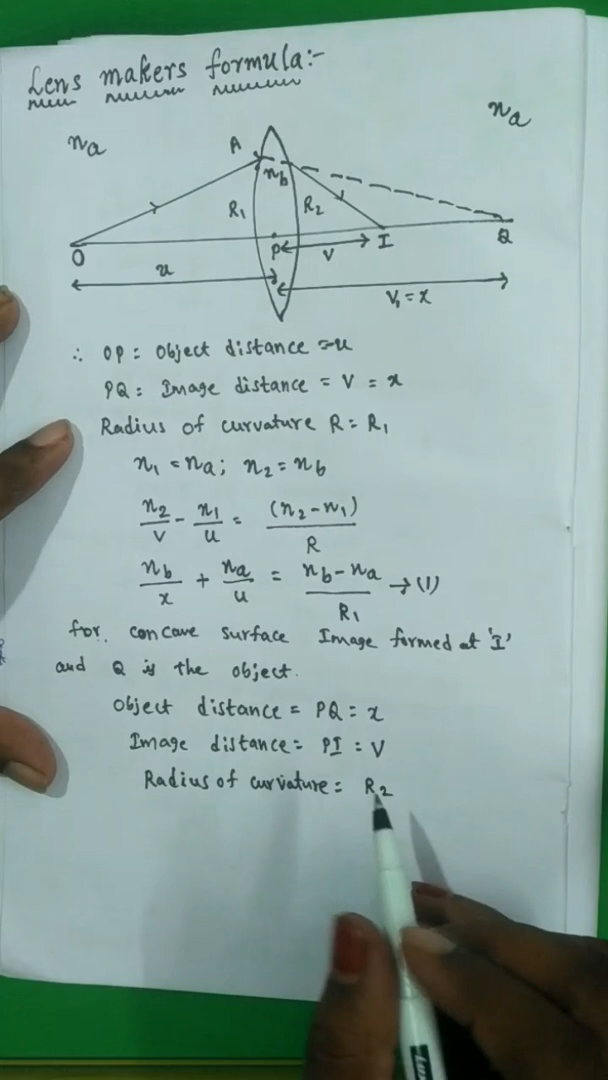 Lens makers formula:-
na
na
A
nb
R1
R2
O
P
V
I
Q
u
V1 = x
∴ OP = Object distance = u
PQ = Image distance = V = x
Radius of curvature R = R1
n1 = na; n2 = nb
n2/V - n1/u = (n2-n1)/R
nb/x + na/u = nb-na/R1 → (1)
for. concave surface Image formed at 'I'
and Q is the object.
Object distance = PQ = x
Image distance = PI = V
Radius of curvature = R2